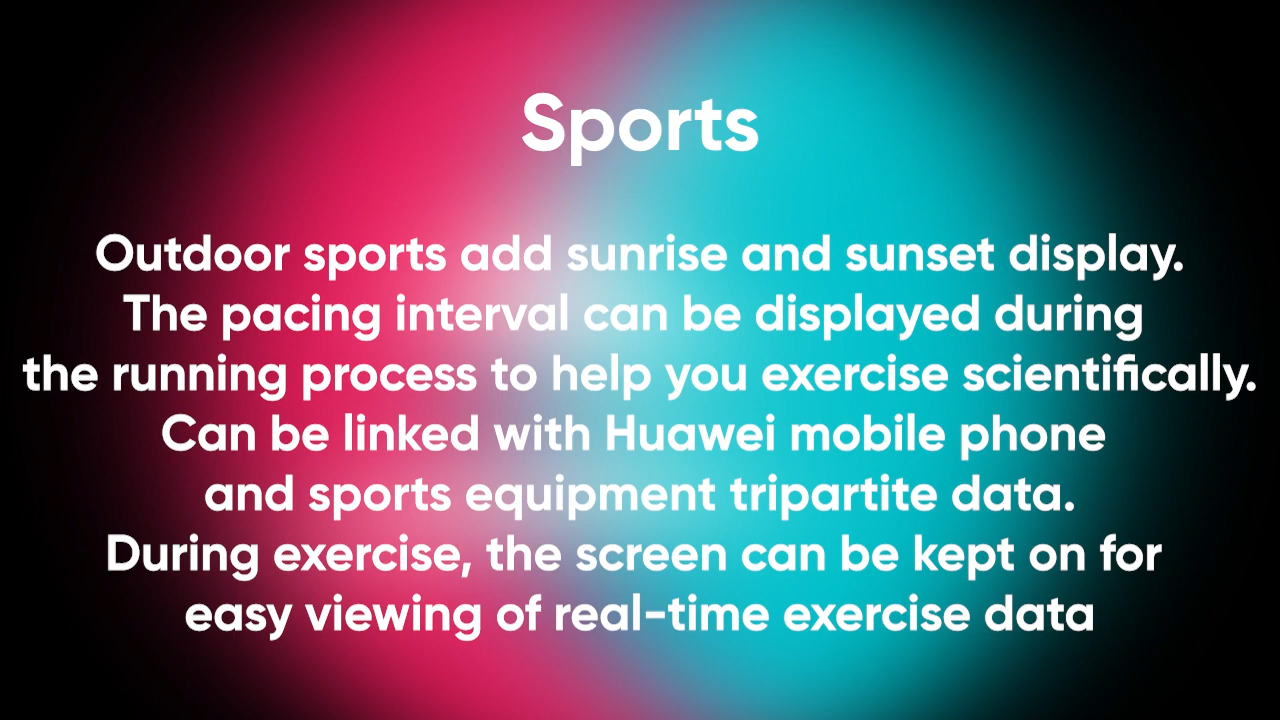 Sports
Outdoor sports add sunrise and sunset display.
The pacing interval can be displayed during
the running process to help you exercise scientifically.
Can be linked with Huawei mobile phone
and sports equipment tripartite data.
During exercise, the screen can be kept on for
easy viewing of real-time exercise data